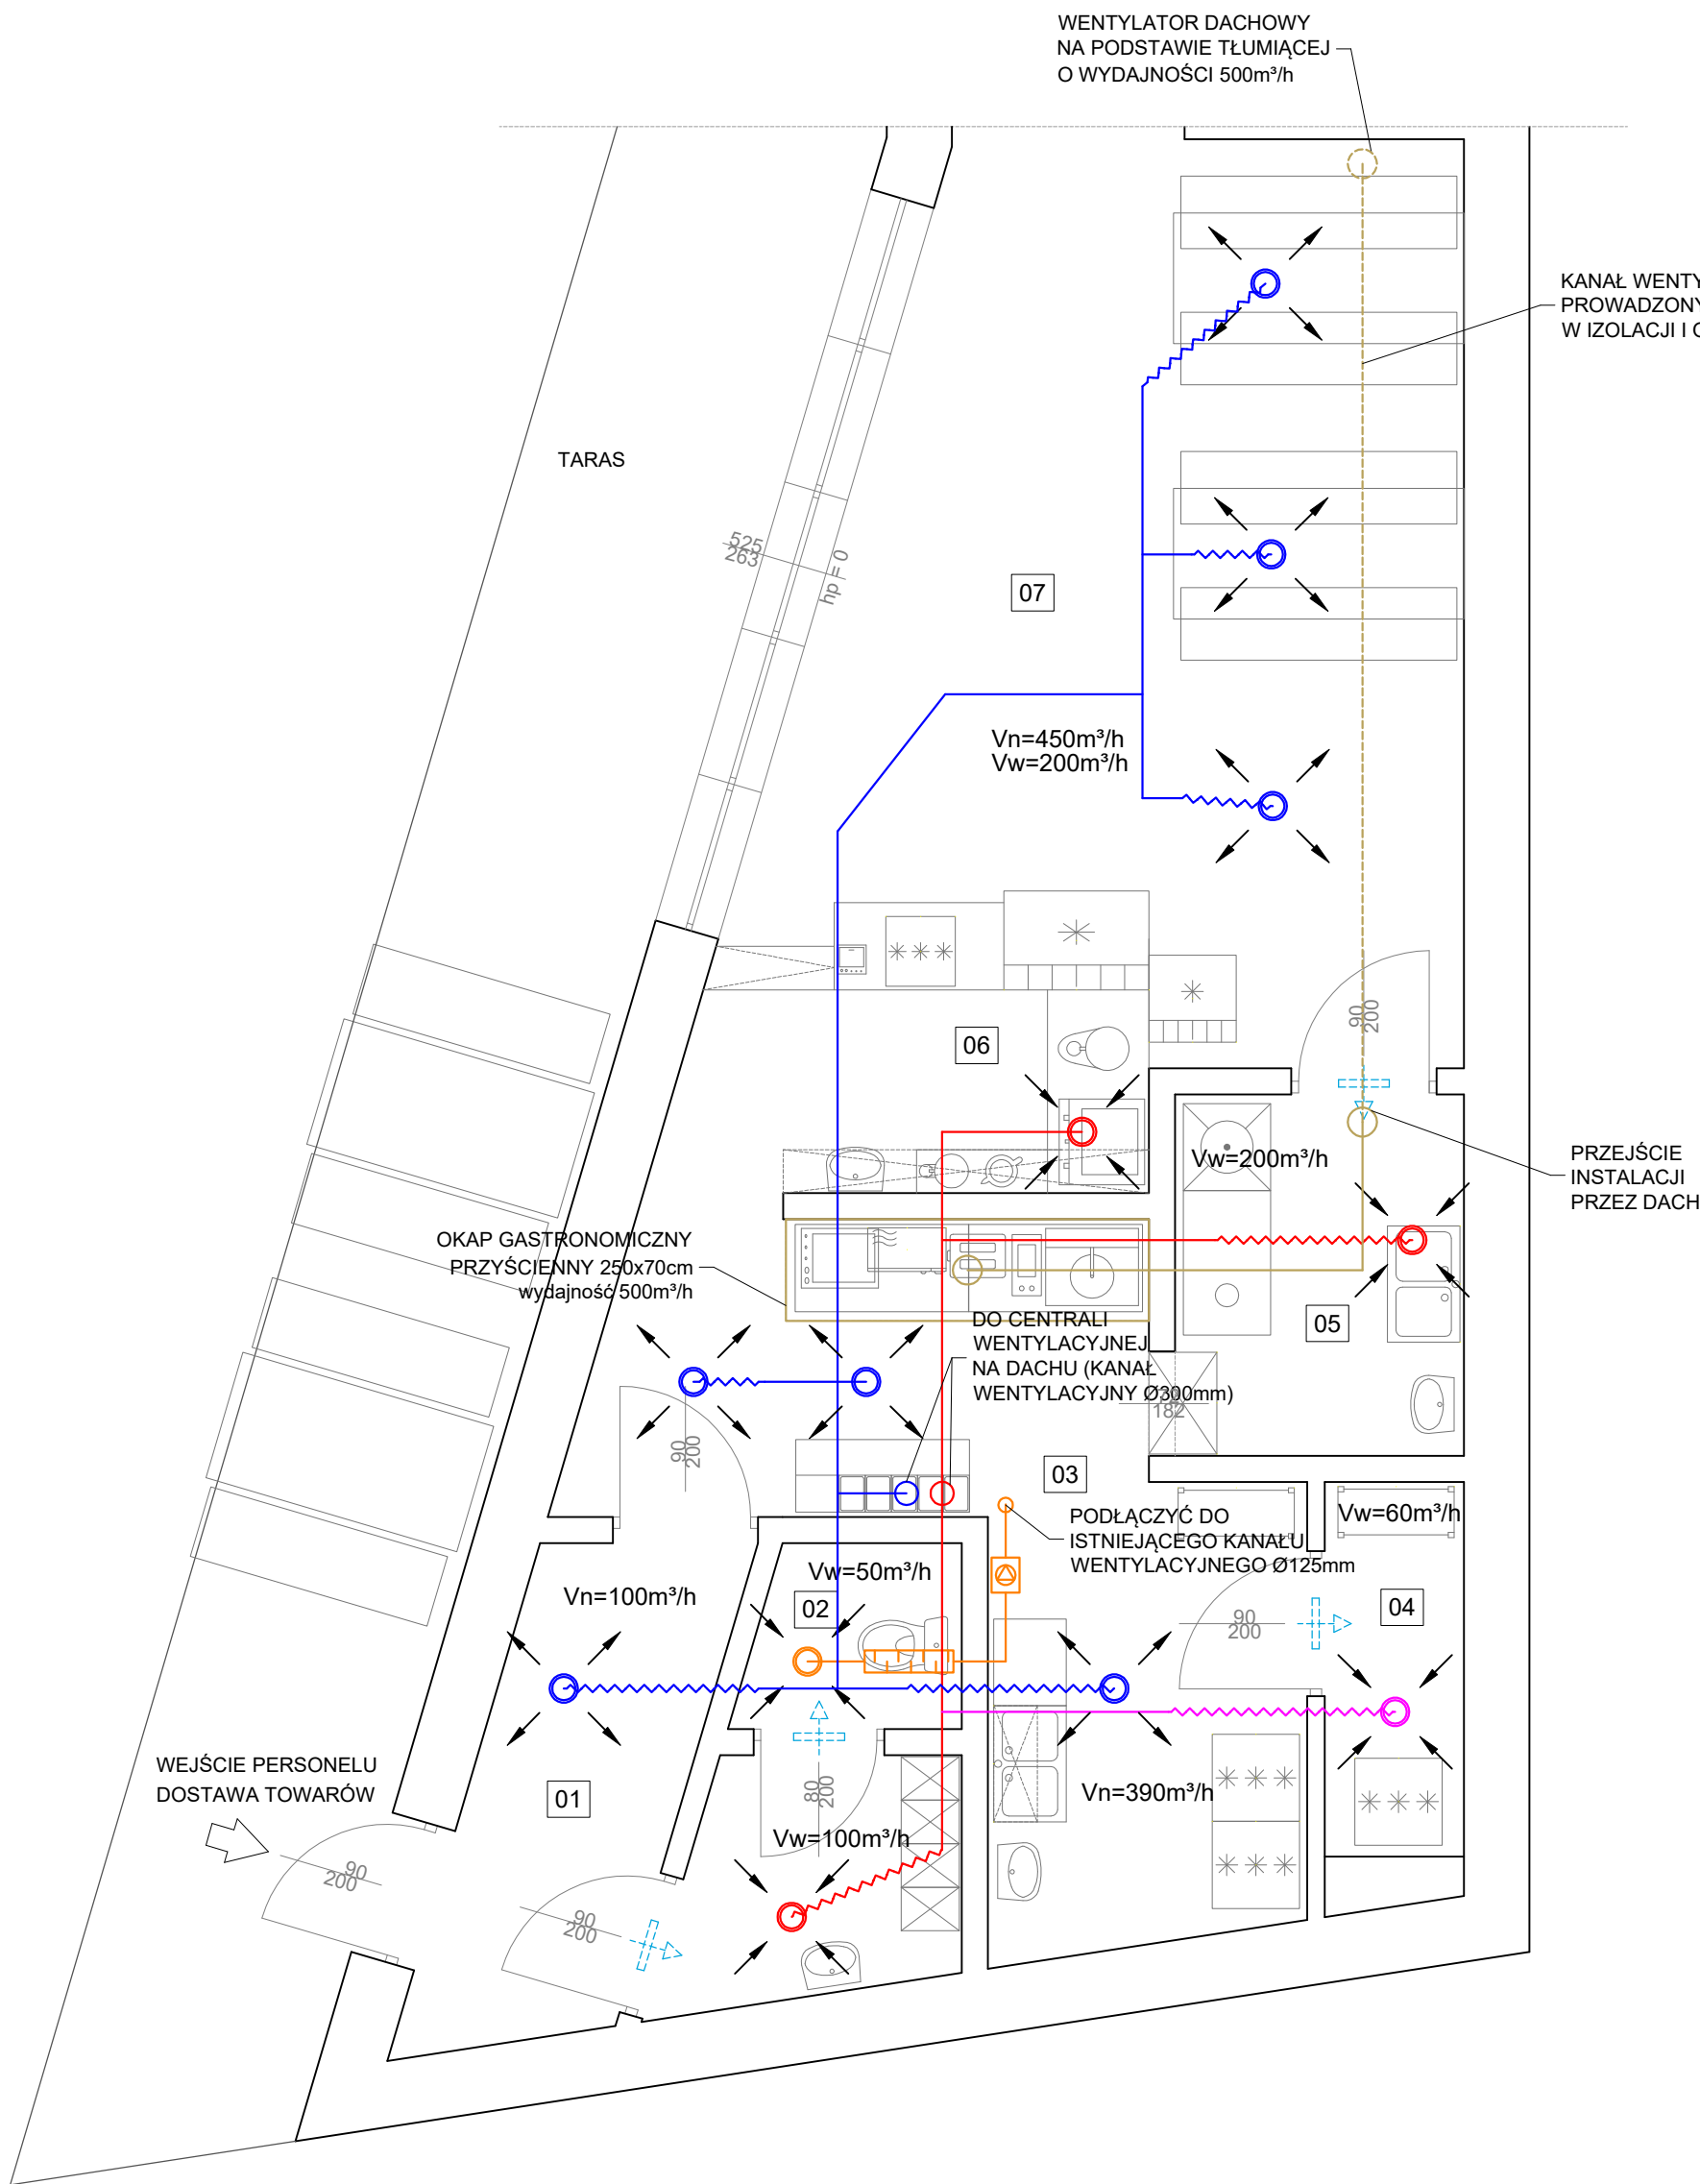 WENTYLATOR DACHOWY
NA PODSTAWIE TŁUMIĄCEJ
O WYDAJNOŚCI 500m³/h
KANAŁ WENTY
PROWADZONY
W IZOLACJI I
TARAS
525
263
hp = 0
07
Vn=450m³/h
Vw=200m³/h
90
200
06
Vw=200m³/h
PRZEJŚCIE
INSTALACJI
PRZEZ DACH
OKAP GASTRONOMICZNY
PRZYŚCIENNY 250x70cm
wydajność 500m³/h
DO CENTRALI
WENTYLACYJNEJ
NA DACHU (KANAŁ
WENTYLACYJNY Ø300mm)
05
182
90
200
03
PODŁĄCZYĆ DO
ISTNIEJĄCEGO KANAŁU
WENTYLACYJNEGO Ø125mm
Vw=60m³/h
Vw=50m³/h
Vn=100m³/h
02
04
90
200
WEJŚCIE PERSONELU
DOSTAWA TOWARÓW
01
80
200
Vn=390m³/h
Vw=100m³/h
90
200
90
200